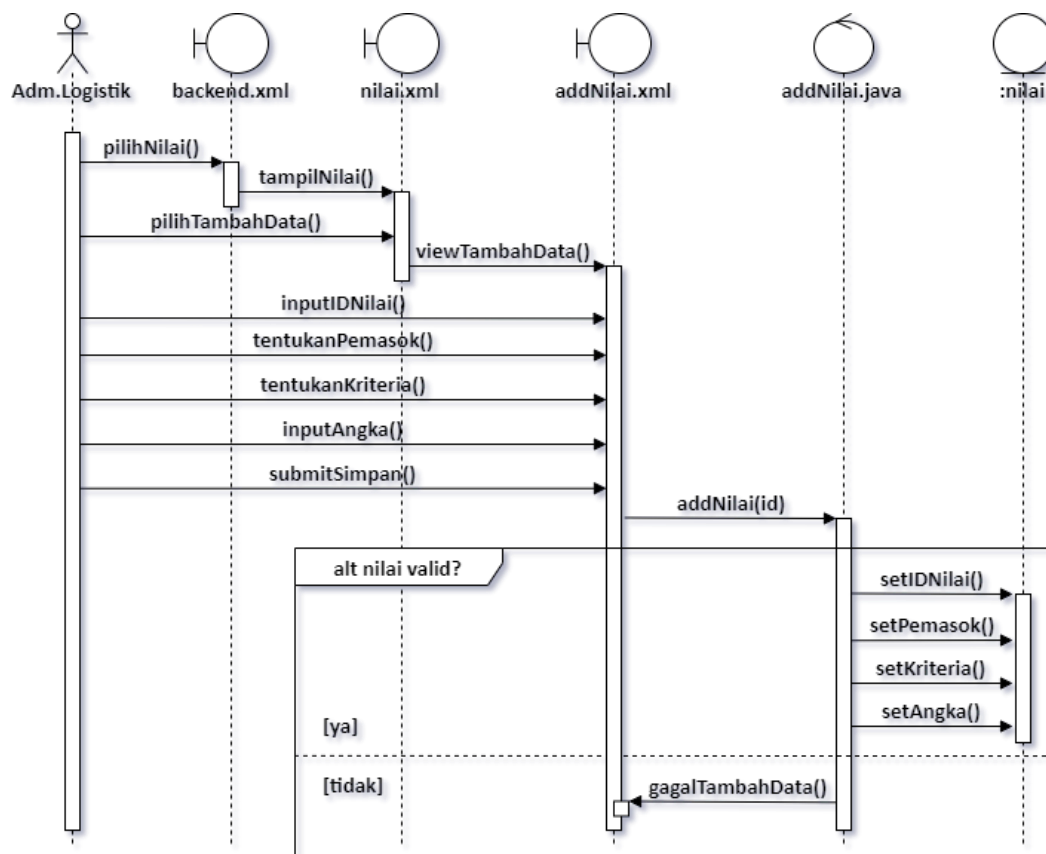 Adm.Logistik
backend.xml
nilai.xml
addNilai.xml
addNilai.java
:nilai
pilihNilai()
tampilNilai()
pilihTambahData()
viewTambahData()
inputIDNilai()
tentukanPemasok()
tentukanKriteria()
inputAngka()
submitSimpan()
addNilai(id)
alt nilai valid?
setIDNilai()
setPemasok()
setKriteria()
setAngka()
[ya]
[tidak]
gagalTambahData()